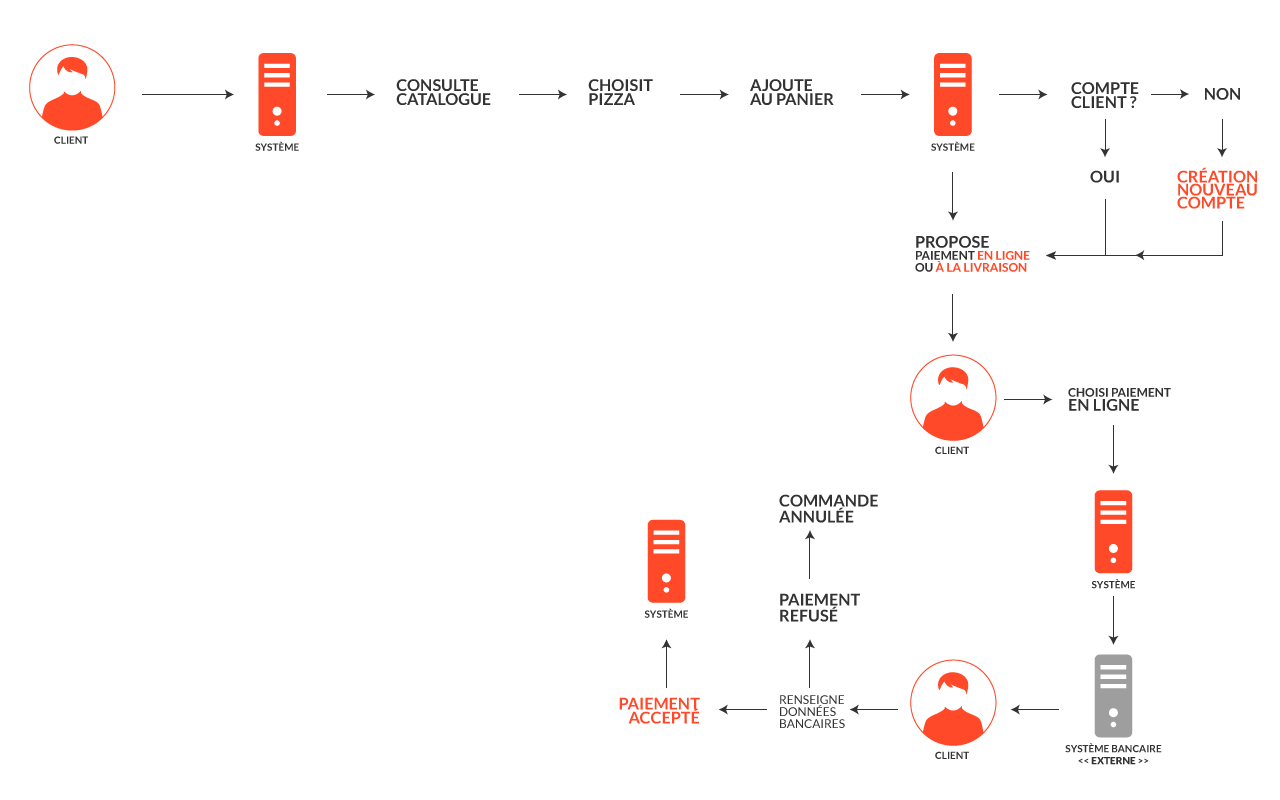 CLIENT
SYSTÈME
CONSULTE
CATALOGUE
CHOISIT
PIZZA
AJOUTE
AU PANIER
SYSTÈME
COMPTE
CLIENT ?
NON
OUI
CRÉATION
NOUVEAU
COMPTE
PROPOSE
PAIEMENT EN LIGNE
OU À LA LIVRAISON
CLIENT
CHOISI PAIEMENT
EN LIGNE
SYSTÈME
SYSTÈME BANCAIRE
<< EXTERNE >>
CLIENT
RENSEIGNE
DONNÉES
BANCAIRES
PAIEMENT
REFUSÉ
COMMANDE
ANNULÉE
PAIEMENT
ACCEPTÉ
SYSTÈME